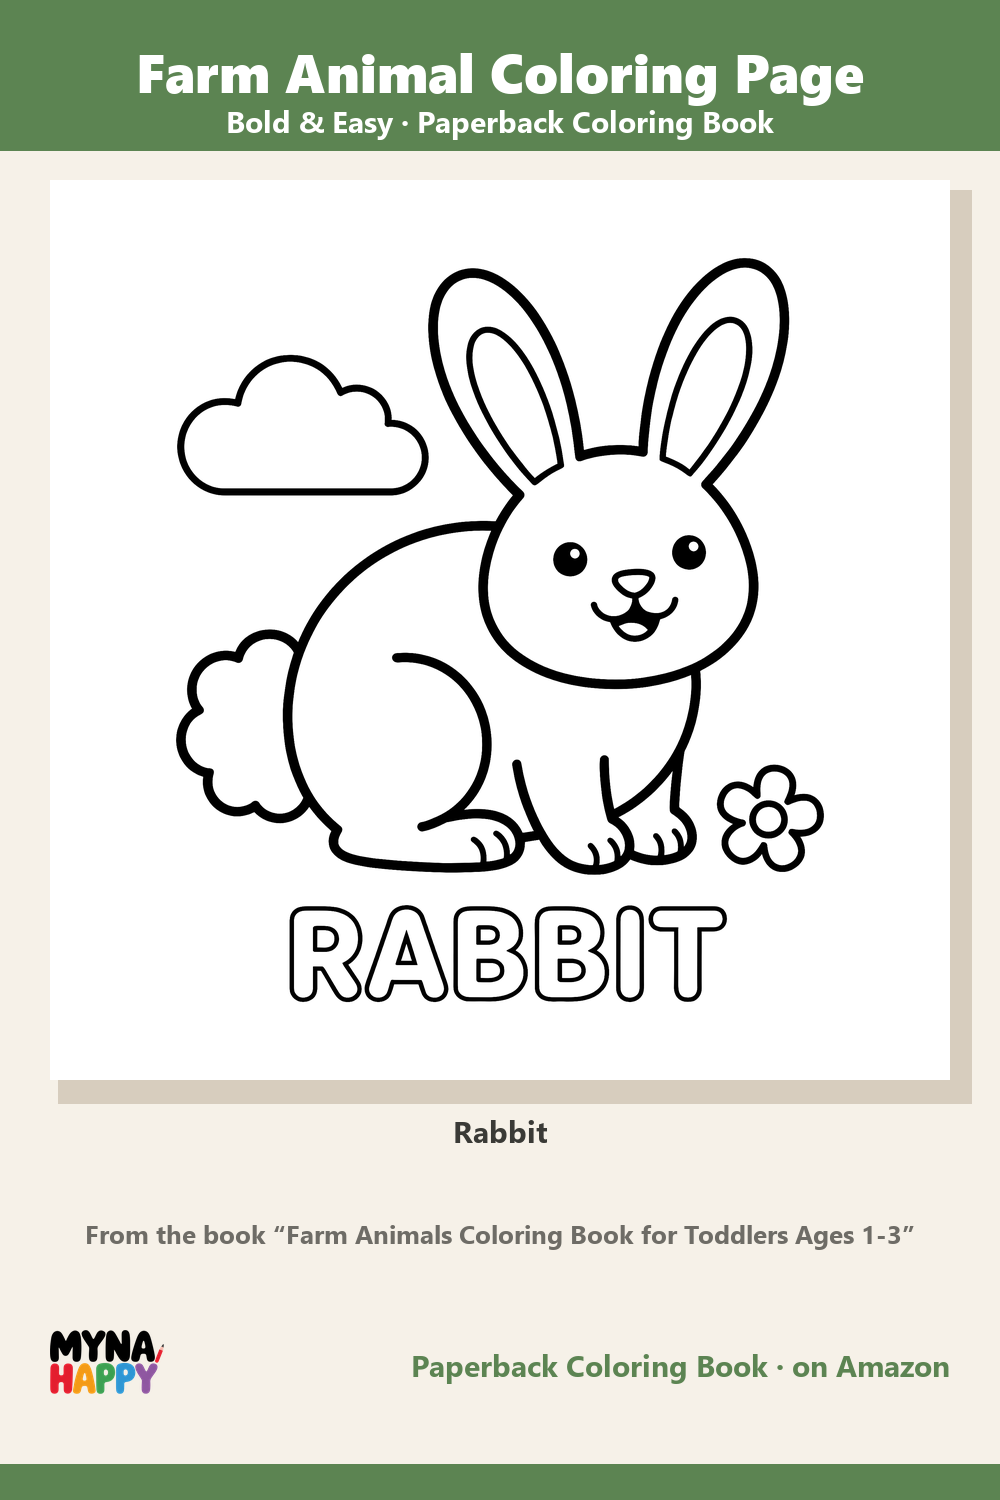 Farm Animal Coloring Page
Bold & Easy · Paperback Coloring Book
RABBIT
Rabbit
From the book “Farm Animals Coloring Book for Toddlers Ages 1-3”
MYNA
HAPPY
Paperback Coloring Book · on Amazon